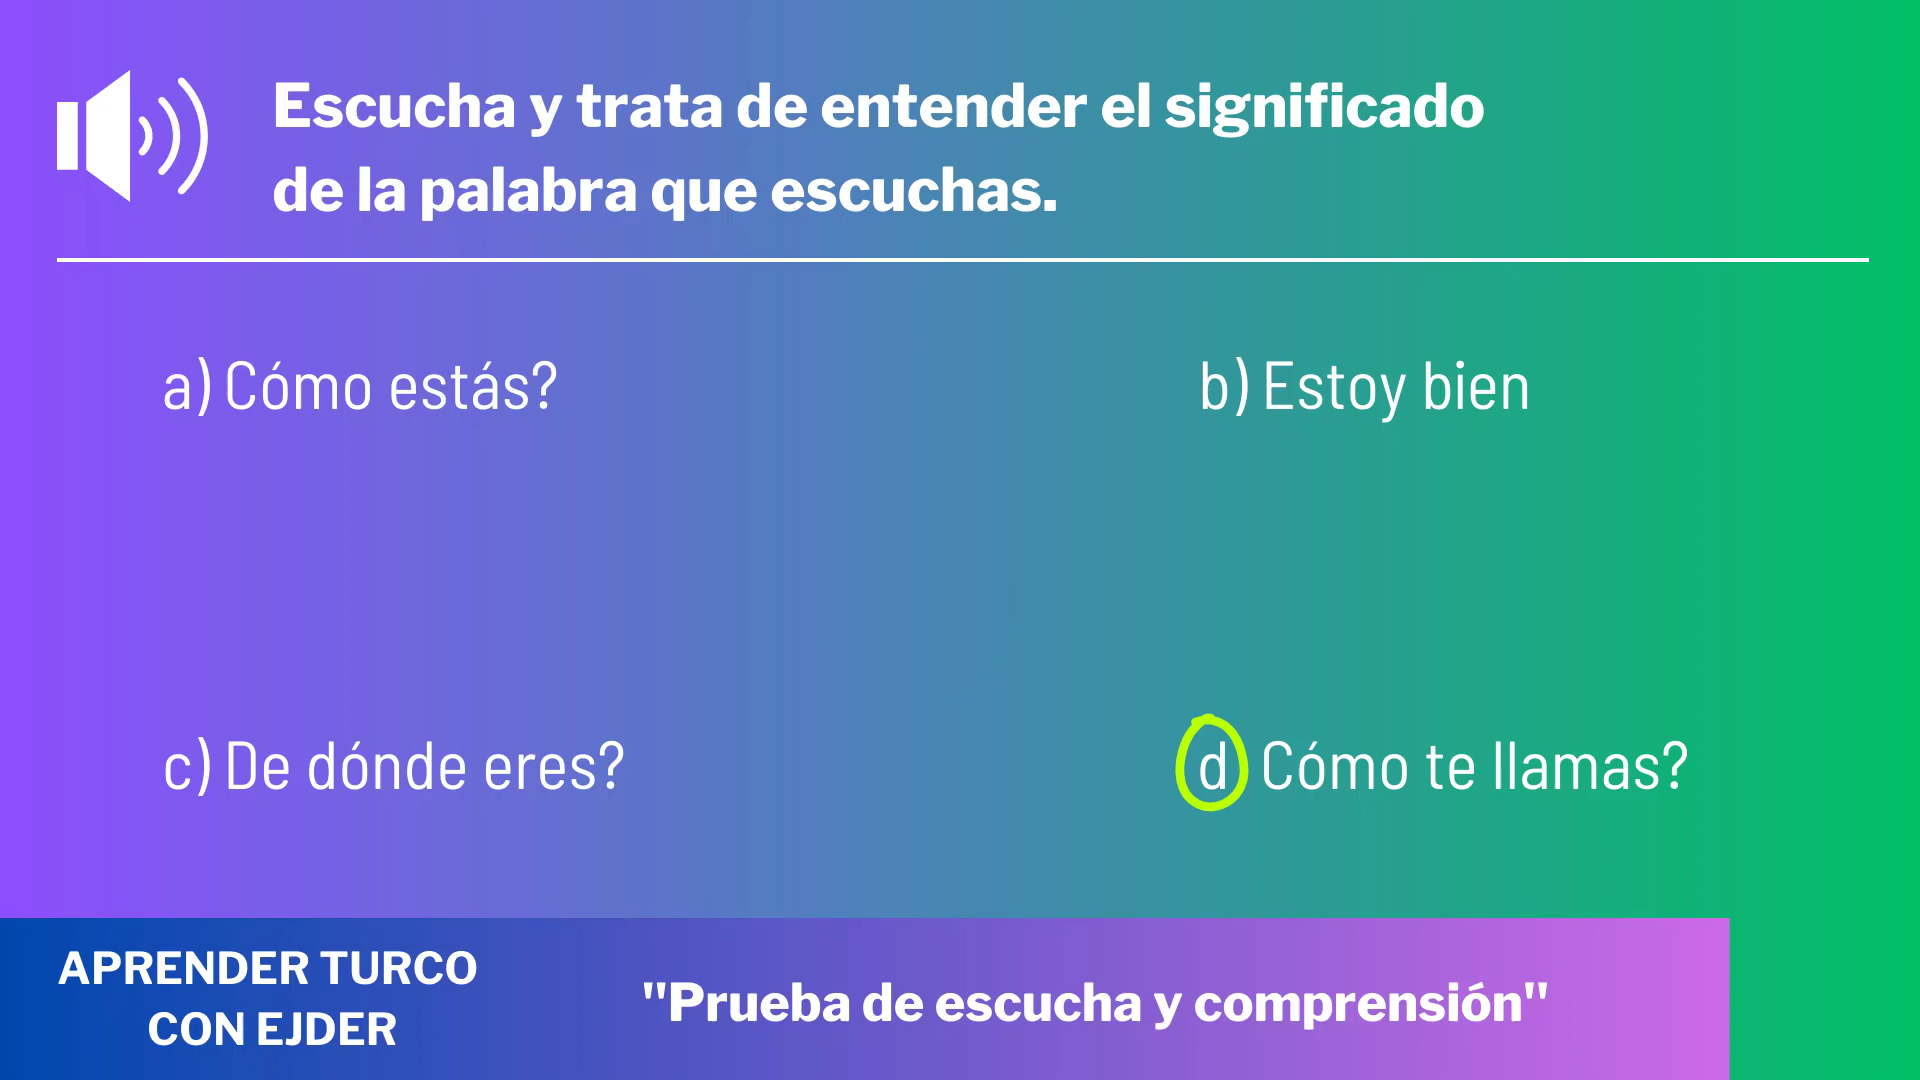 Escucha y trata de entender el significado
de la palabra que escuchas.
a) Cómo estás?
b) Estoy bien
c) De dónde eres?
d Cómo te llamas?
APRENDER TURCO
CON EJDER
"Prueba de escucha y comprensión"